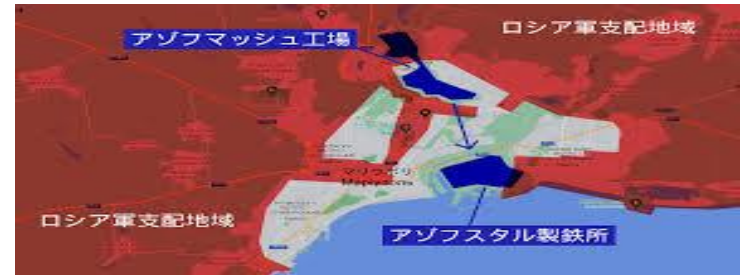 ロシア軍支配地域
アゾフマッシュ工場
マリウポリ
ロシア軍支配地域
アゾフスタル製鉄所